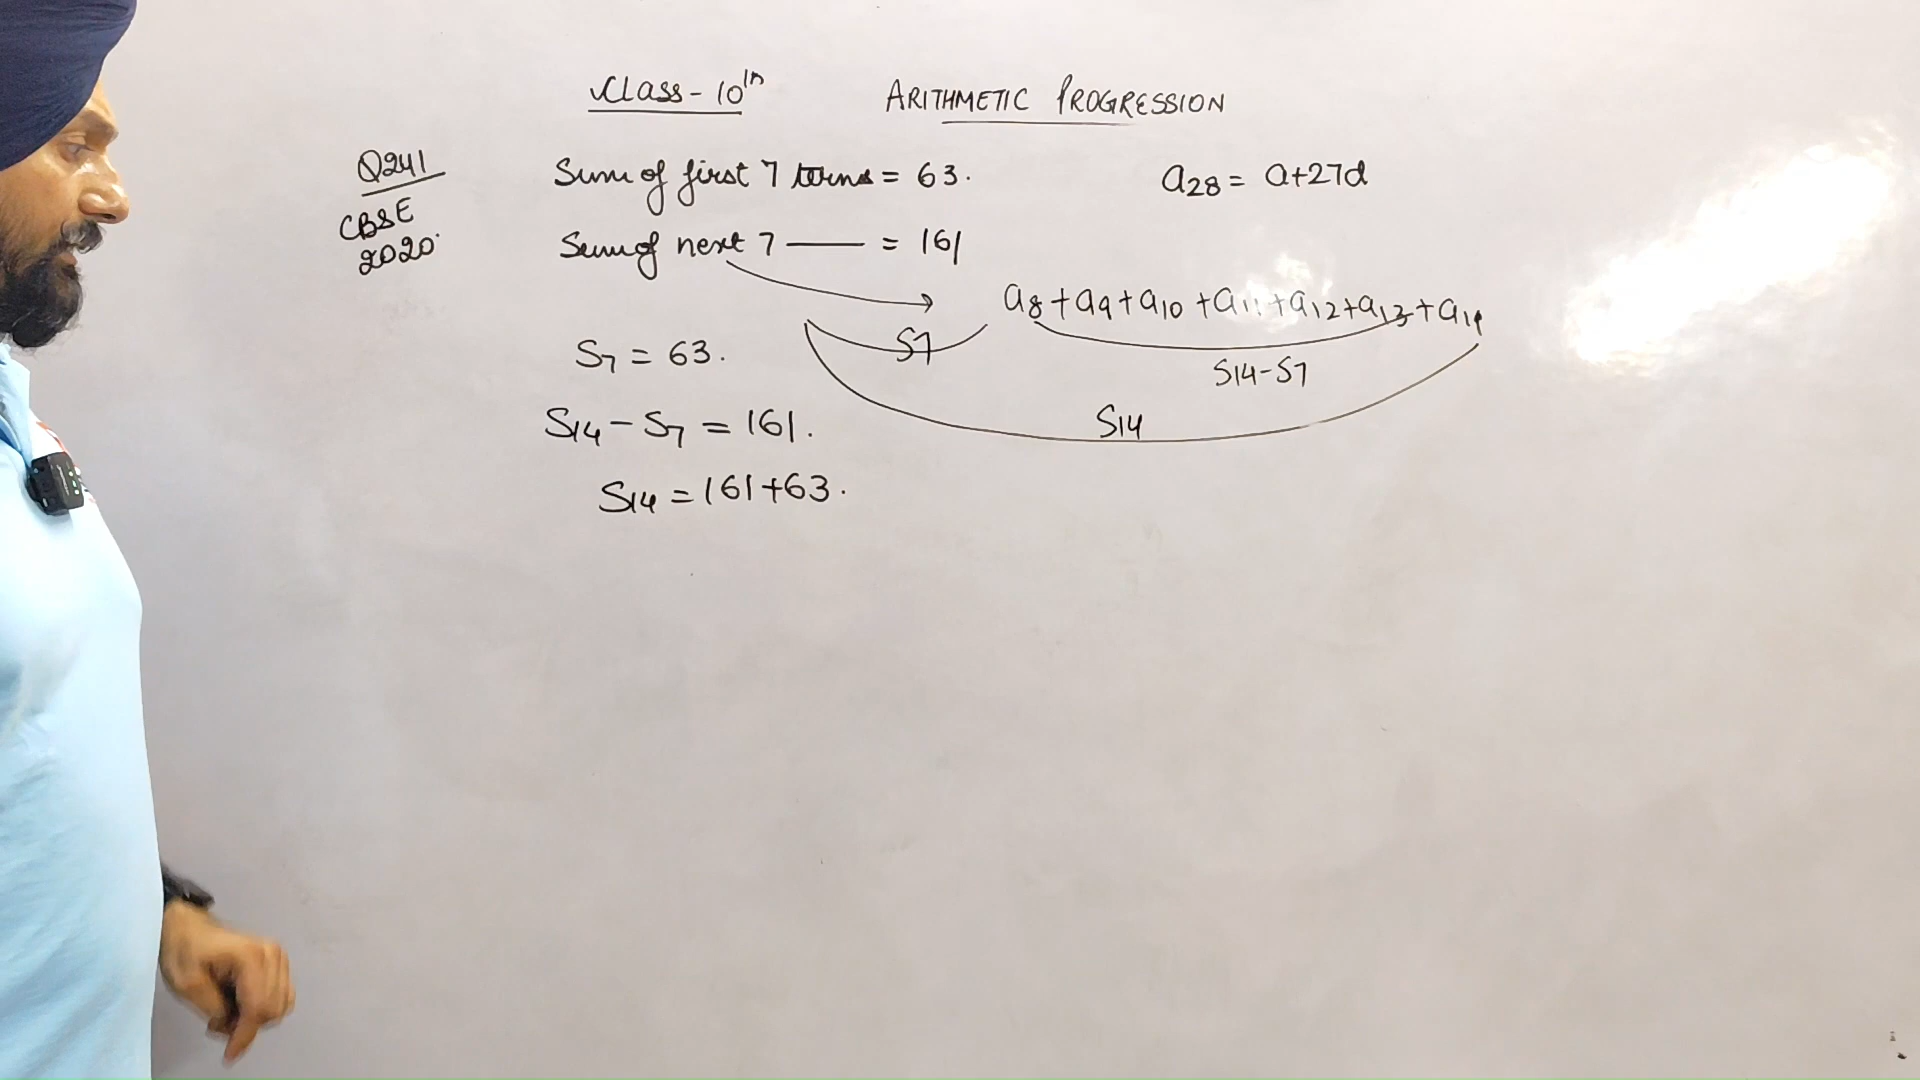 Class - 10th ARITHMETIC PROGRESSION
Q241
CBSE
2020.
Sum of first 7 terms = 63.
a28 = a+27d
Sum of next 7 —— = 161
a8 + a9 + a10 + a11 + a12 + a13 + a14
S7
S14-S7
S14
S7 = 63.
S14 - S7 = 161.
S14 = 161+63.